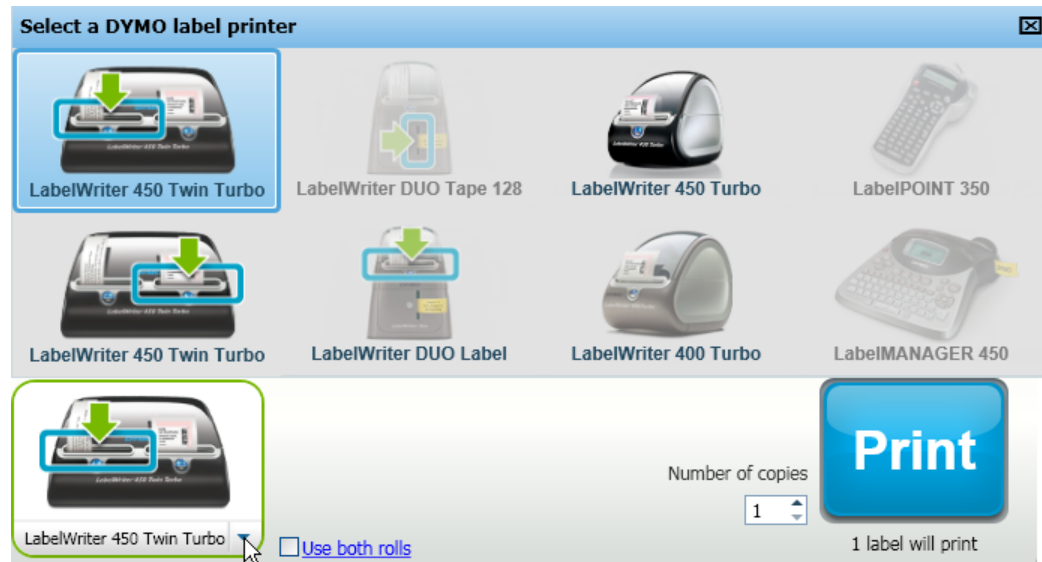 Select a DYMO label printer
LabelWriter 450 Twin Turbo
LabelWriter DUO Tape 128
LabelWriter 450 Turbo
LabelPOINT 350
LabelWriter 450 Twin Turbo
LabelWriter DUO Label
LabelWriter 400 Turbo
LabelMANAGER 450
LabelWriter 450 Twin Turbo
Use both rolls
Number of copies
1
Print
1 label will print